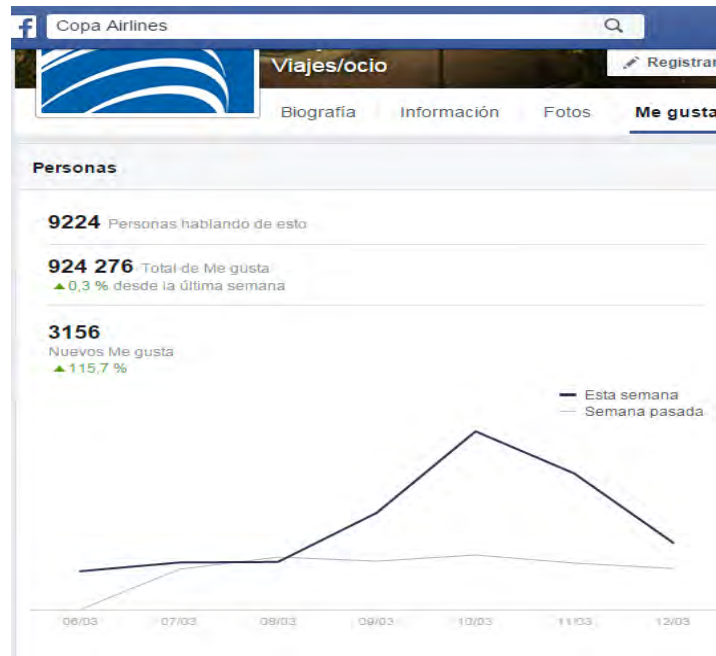 f Copa Airlines
Viajes/ocio
Registrar
Biografía Información Fotos Me gusta
Personas
9224 Personas hablando de esto
924 276 Total de Me gusta
▲0,3 % desde la última semana
3156
Nuevos Me gusta
▲115,7 %
Esta semana
Semana pasada
06/03 07/03 08/03 09/03 10/03 11/03 12/03